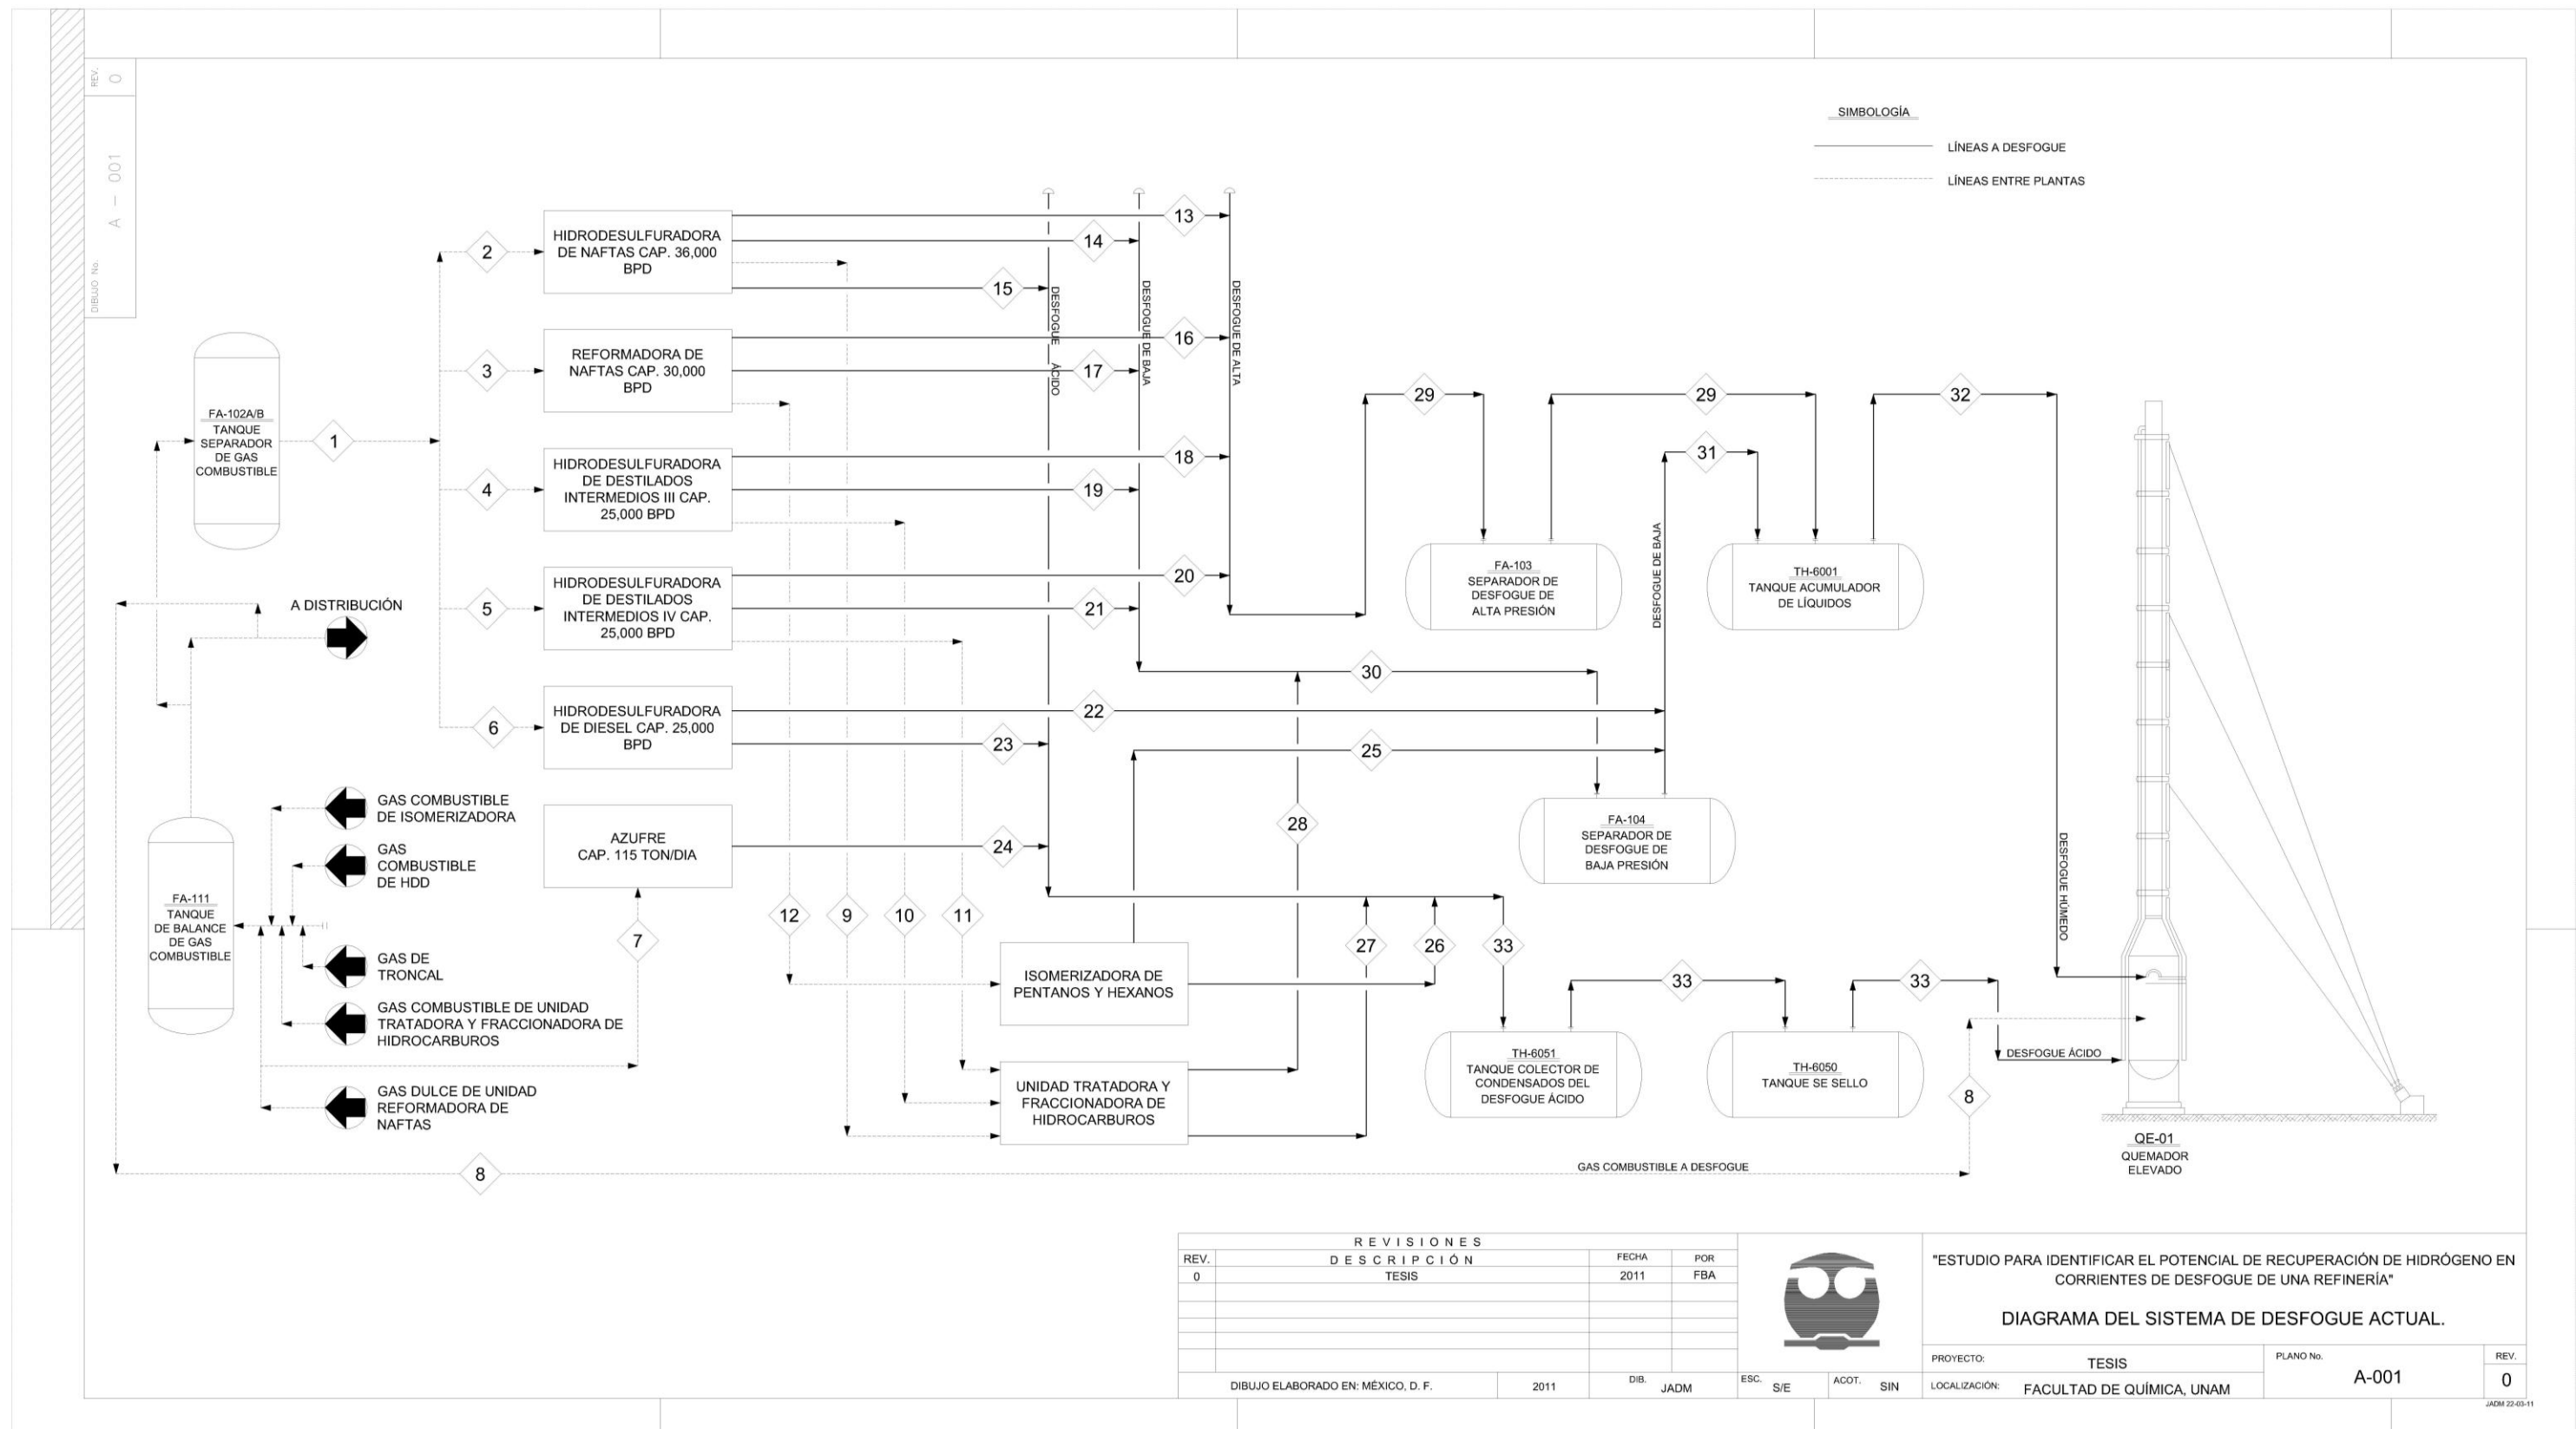 REV.
0
DIBUJO No.
A - 001
SIMBOLOGÍA
LÍNEAS A DESFOGUE
LÍNEAS ENTRE PLANTAS
FA-102A/B
TANQUE
SEPARADOR
DE GAS
COMBUSTIBLE
1
A DISTRIBUCIÓN
2
3
4
5
6
HIDRODESULFURADORA
DE NAFTAS CAP. 36,000
BPD
REFORMADORA DE
NAFTAS CAP. 30,000
BPD
HIDRODESULFURADORA
DE DESTILADOS
INTERMEDIOS III CAP.
25,000 BPD
HIDRODESULFURADORA
DE DESTILADOS
INTERMEDIOS IV CAP.
25,000 BPD
HIDRODESULFURADORA
DE DIESEL CAP. 25,000
BPD
AZUFRE
CAP. 115 TON/DIA
7
13
14
15
16
17
18
19
20
21
22
23
24
25
DESFOGUE ÁCIDO
DESFOGUE DE BAJA
DESFOGUE DE ALTA
29
29
32
31
30
28
DESFOGUE DE BAJA
FA-103
SEPARADOR DE
DESFOGUE DE
ALTA PRESIÓN
TH-6001
TANQUE ACUMULADOR
DE LÍQUIDOS
FA-104
SEPARADOR DE
DESFOGUE DE
BAJA PRESIÓN
DESFOGUE HÚMEDO
FA-111
TANQUE
DE BALANCE
DE GAS
COMBUSTIBLE
GAS COMBUSTIBLE
DE ISOMERIZADORA
GAS
COMBUSTIBLE
DE HDD
GAS DE
TRONCAL
GAS COMBUSTIBLE DE UNIDAD
TRATADORA Y FRACCIONADORA DE
HIDROCARBUROS
GAS DULCE DE UNIDAD
REFORMADORA DE
NAFTAS
12
9
10
11
27
26
33
33
33
ISOMERIZADORA DE
PENTANOS Y HEXANOS
UNIDAD TRATADORA Y
FRACCIONADORA DE
HIDROCARBUROS
TH-6051
TANQUE COLECTOR DE
CONDENSADOS DEL
DESFOGUE ÁCIDO
TH-6050
TANQUE SE SELLO
DESFOGUE ÁCIDO
8
8
GAS COMBUSTIBLE A DESFOGUE
QE-01
QUEMADOR
ELEVADO
REVISIONES
REV.
DESCRIPCIÓN
FECHA
POR
0
TESIS
2011
FBA
DIBUJO ELABORADO EN: MÉXICO, D. F.
2011
DIB.
JADM
ESC.
S/E
ACOT.
SIN
"ESTUDIO PARA IDENTIFICAR EL POTENCIAL DE RECUPERACIÓN DE HIDRÓGENO EN
CORRIENTES DE DESFOGUE DE UNA REFINERÍA"
DIAGRAMA DEL SISTEMA DE DESFOGUE ACTUAL.
PROYECTO:
TESIS
LOCALIZACIÓN:
FACULTAD DE QUÍMICA, UNAM
PLANO No.
A-001
REV.
0
JADM 22-03-11